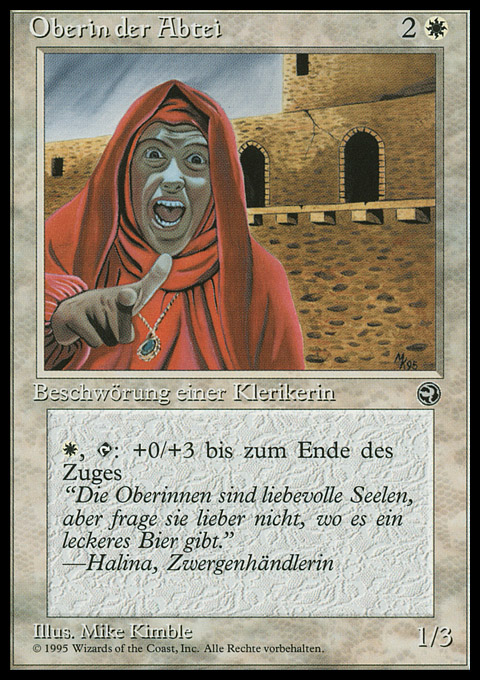 Oberin der Abtei 2
MK95
Beschwörung einer Klerikerin
, : +0/+3 bis zum Ende des
Zuges
“Die Oberinnen sind liebevolle Seelen,
aber frage sie lieber nicht, wo es ein
leckeres Bier gibt.”
—Halina, Zwergenhändlerin
Illus. Mike Kimble
1/3
© 1995 Wizards of the Coast, Inc. Alle Rechte vorbehalten.